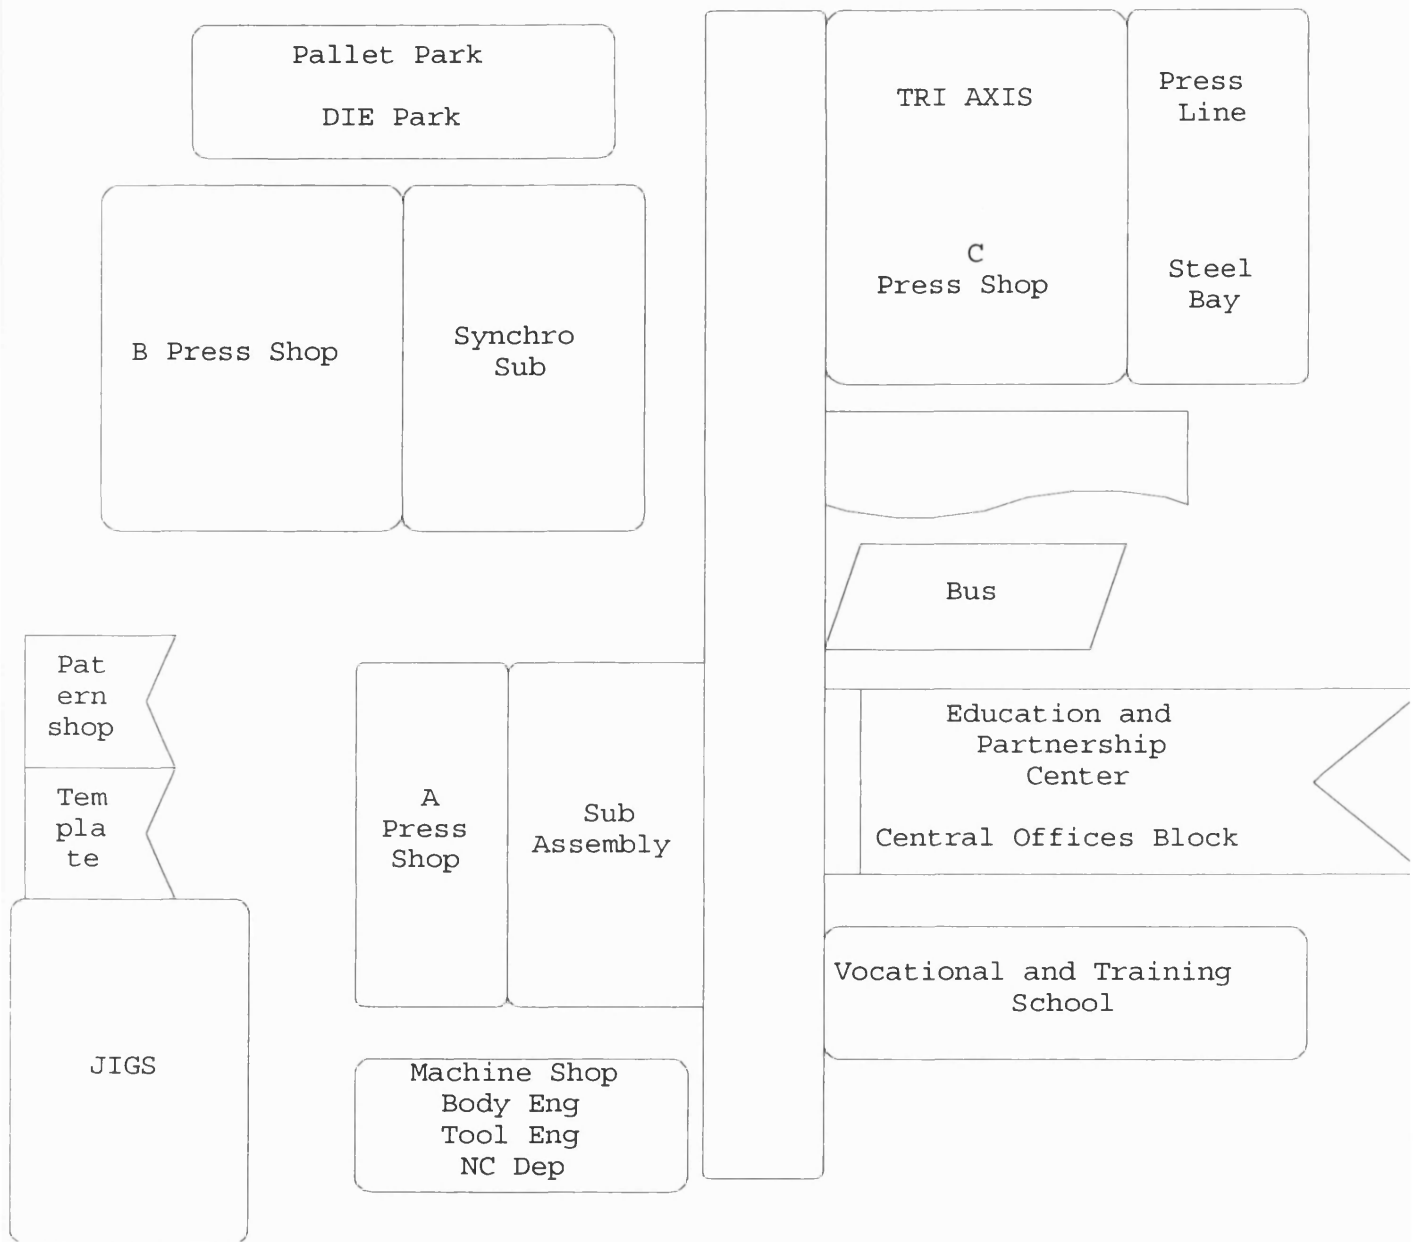 Pallet Park
DIE Park
TRI AXIS
Press
Line
C
Press Shop
Steel
Bay
B Press Shop
Synchro
Sub
Bus
Pat
ern
shop
Tem
pla
te
A
Press
Shop
Sub
Assembly
Education and
Partnership
Center
Central Offices Block
Vocational and Training
School
JIGS
Machine Shop
Body Eng
Tool Eng
NC Dep